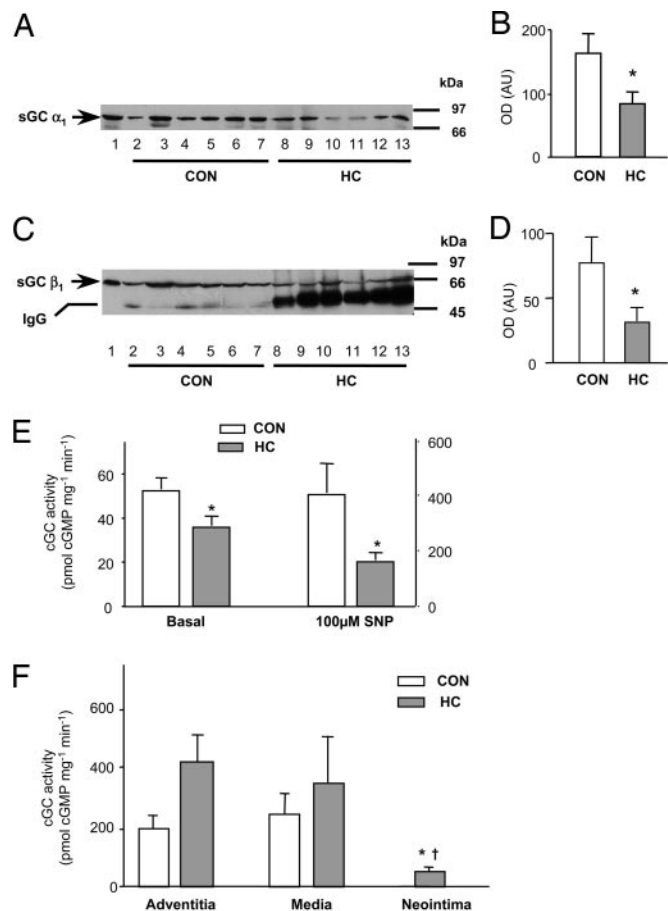 A
kDa
97
sGC α1
66
1 2 3 4 5 6 7 8 9 10 11 12 13
CON HC
B
200
OD (AU)
100
0
*
CON HC
C
kDa
97
sGC β1
66
IgG
45
1 2 3 4 5 6 7 8 9 10 11 12 13
CON HC
D
100
OD (AU)
50
0
*
CON HC
E
CON
HC
cGC activity
(pmol cGMP mg-1 min-1)
60
40
20
0
600
400
200
0
* *
Basal 100µM SNP
F
CON
HC
cGC activity
(pmol cGMP mg-1 min-1)
600
400
200
0
* †
Adventitia Media Neointima